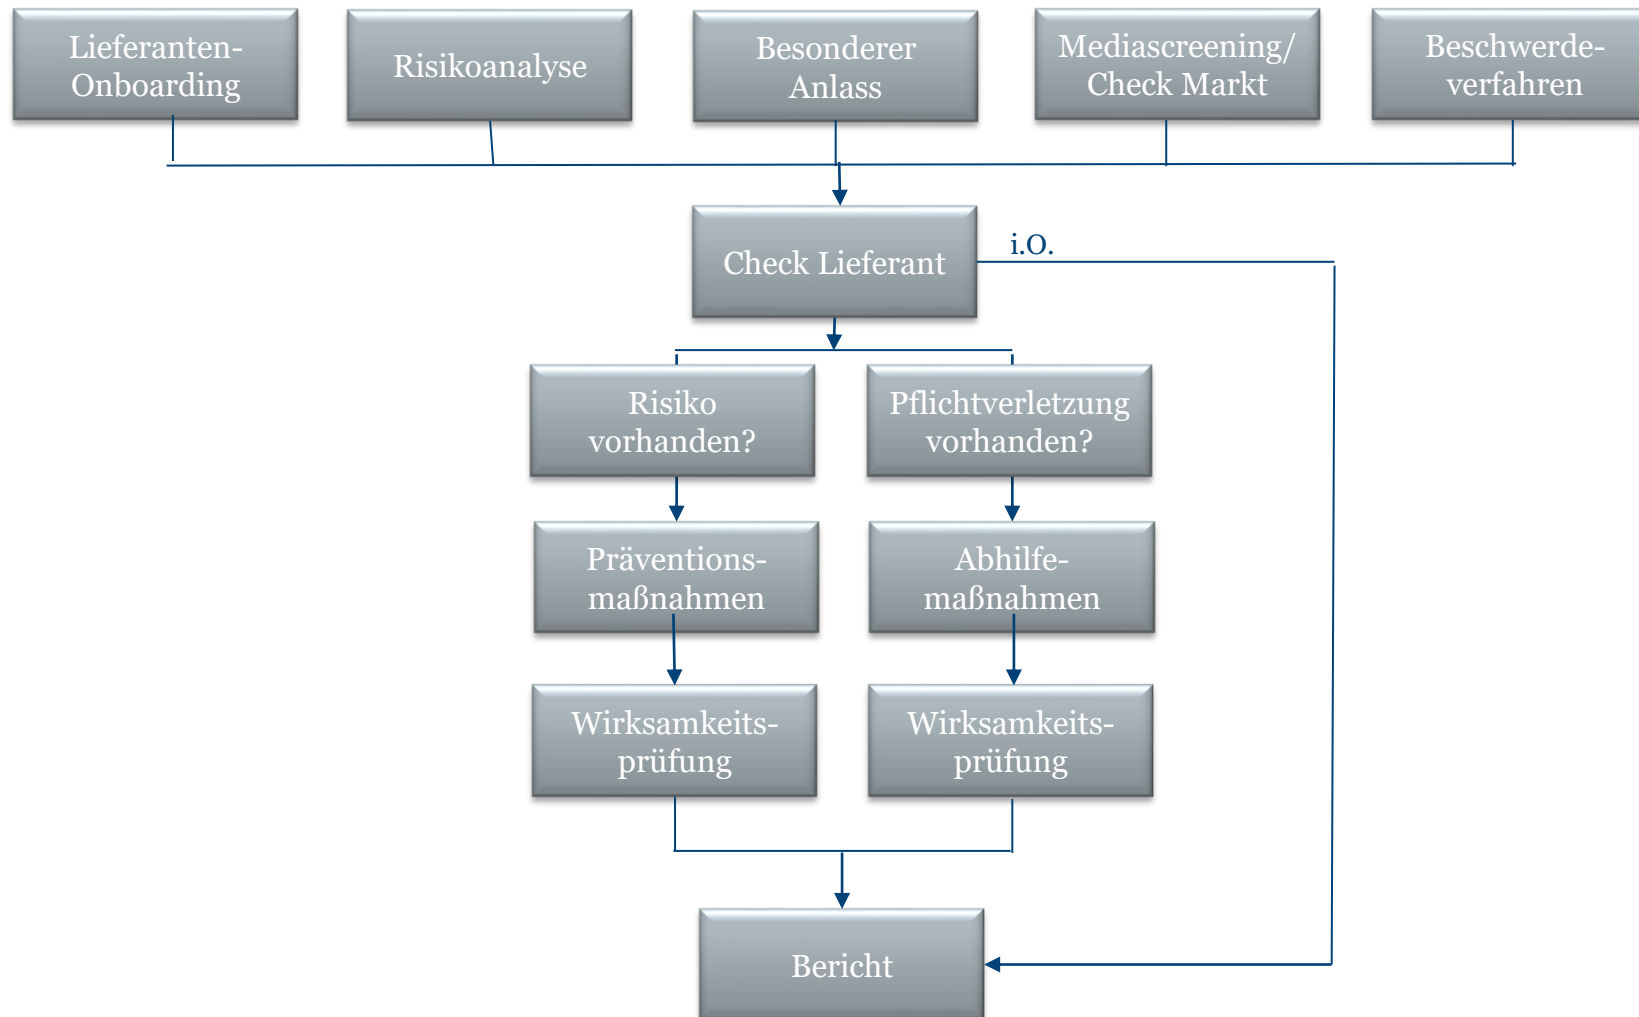 Lieferanten-
Onboarding
Risikoanalyse
Besonderer
Anlass
Mediascreening/
Check Markt
Beschwerde-
verfahren
Check Lieferant
i.O.
Risiko
vorhanden?
Pflichtverletzung
vorhanden?
Präventions-
maßnahmen
Abhilfe-
maßnahmen
Wirksamkeits-
prüfung
Wirksamkeits-
prüfung
Bericht